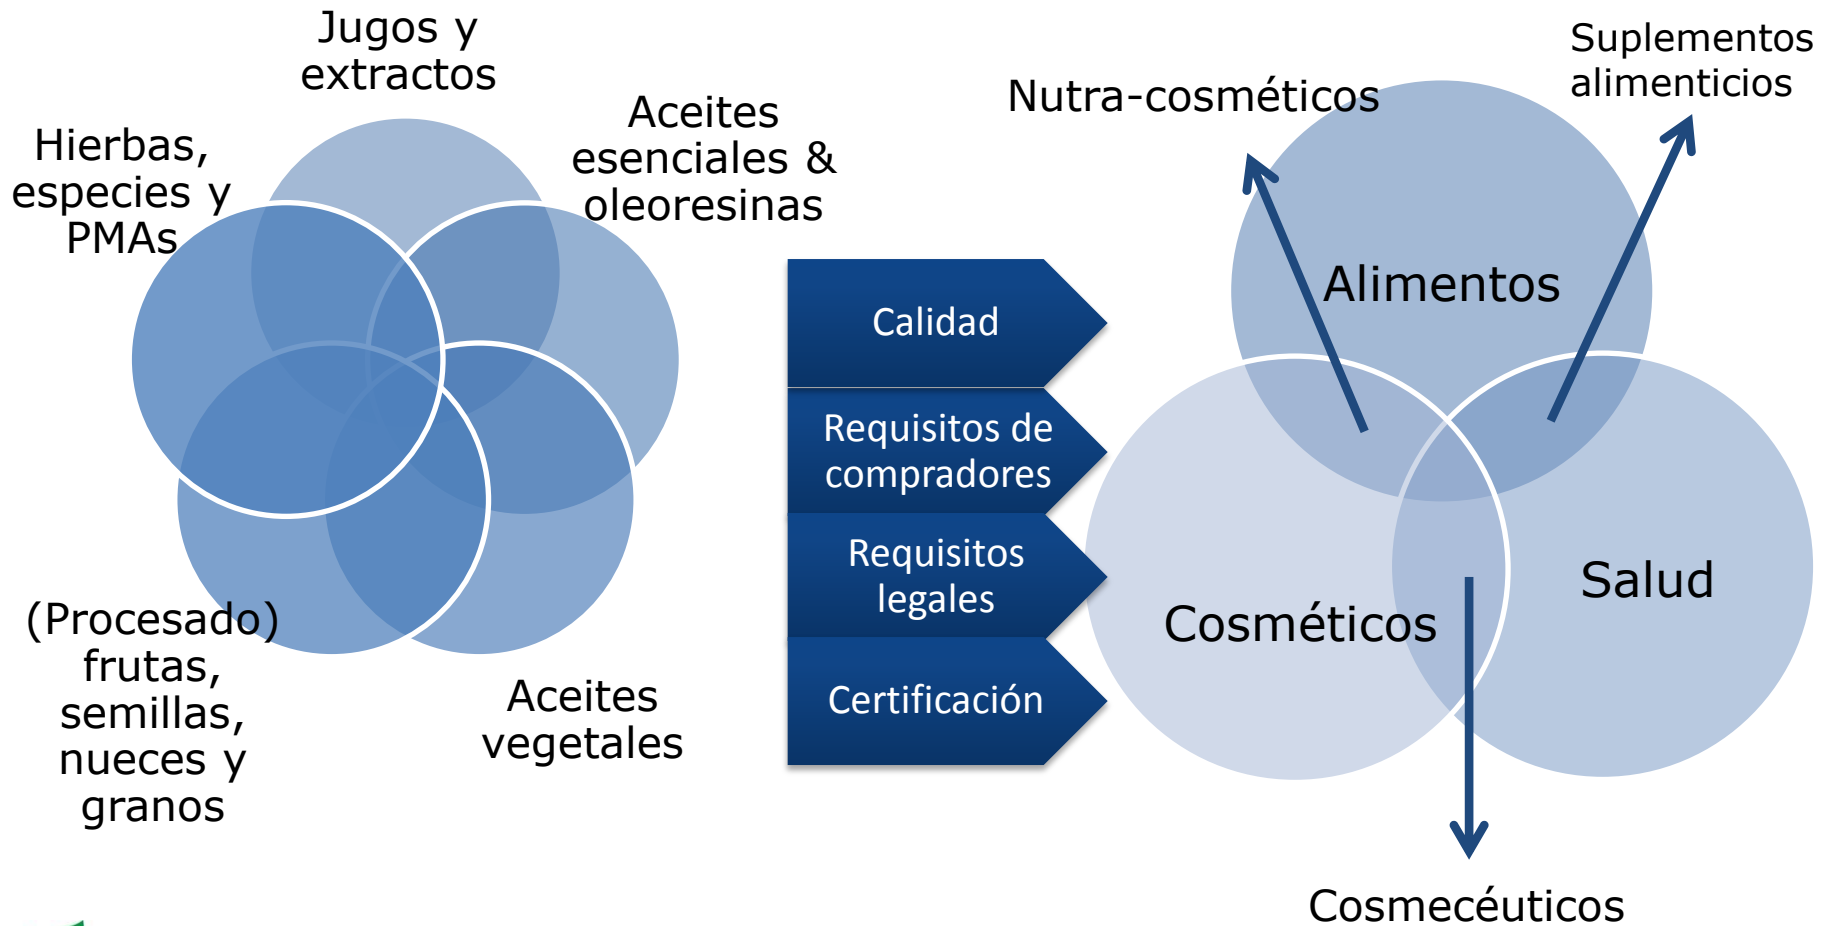 Jugos y
extractos
Hierbas,
especies y
PMAs
Aceites
esenciales &
oleoresinas
(Procesado)
frutas,
semillas,
nueces y
granos
Aceites
vegetales
Calidad
Requisitos de
compradores
Requisitos
legales
Certificación
Nutra-cosméticos
Suplementos
alimenticios
Alimentos
Cosméticos
Salud
Cosmecéuticos